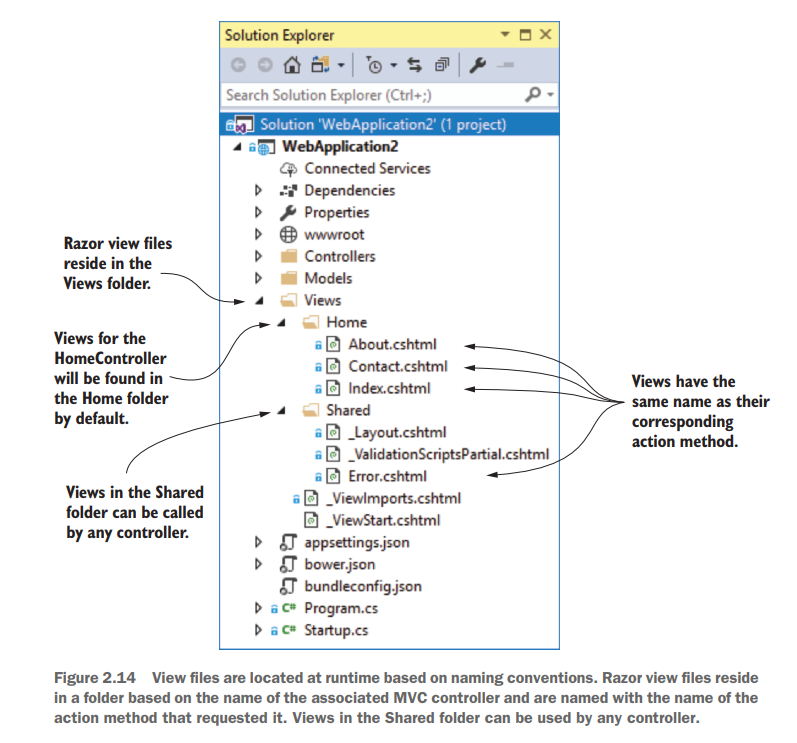 Solution Explorer
Search Solution Explorer (Ctrl+;)
Solution 'WebApplication2' (1 project)
WebApplication2
Connected Services
Dependencies
Properties
wwwroot
Controllers
Models
Views
Home
About.cshtml
Contact.cshtml
Index.cshtml
Shared
_Layout.cshtml
_ValidationScriptsPartial.cshtml
Error.cshtml
_ViewImports.cshtml
_ViewStart.cshtml
appsettings.json
bower.json
bundleconfig.json
C# Program.cs
C# Startup.cs
Razor view files
reside in the
Views folder.
Views for the
HomeController
will be found in
the Home folder
by default.
Views in the Shared
folder can be called
by any controller.
Views have the
same name as their
corresponding
action method.
Figure 2.14 View files are located at runtime based on naming conventions. Razor view files reside
in a folder based on the name of the associated MVC controller and are named with the name of the
action method that requested it. Views in the Shared folder can be used by any controller.